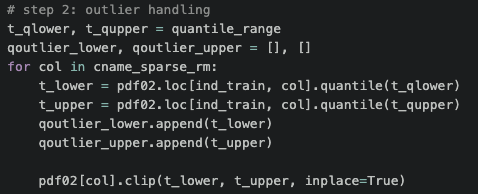 # step 2: outlier handling
t_qlower, t_qupper = quantile_range
qoutlier_lower, qoutlier_upper = [], []
for col in cname_sparse_rm:
    t_lower = pdf02.loc[ind_train, col].quantile(t_qlower)
    t_upper = pdf02.loc[ind_train, col].quantile(t_qupper)
    qoutlier_lower.append(t_lower)
    qoutlier_upper.append(t_upper)

    pdf02[col].clip(t_lower, t_upper, inplace=True)